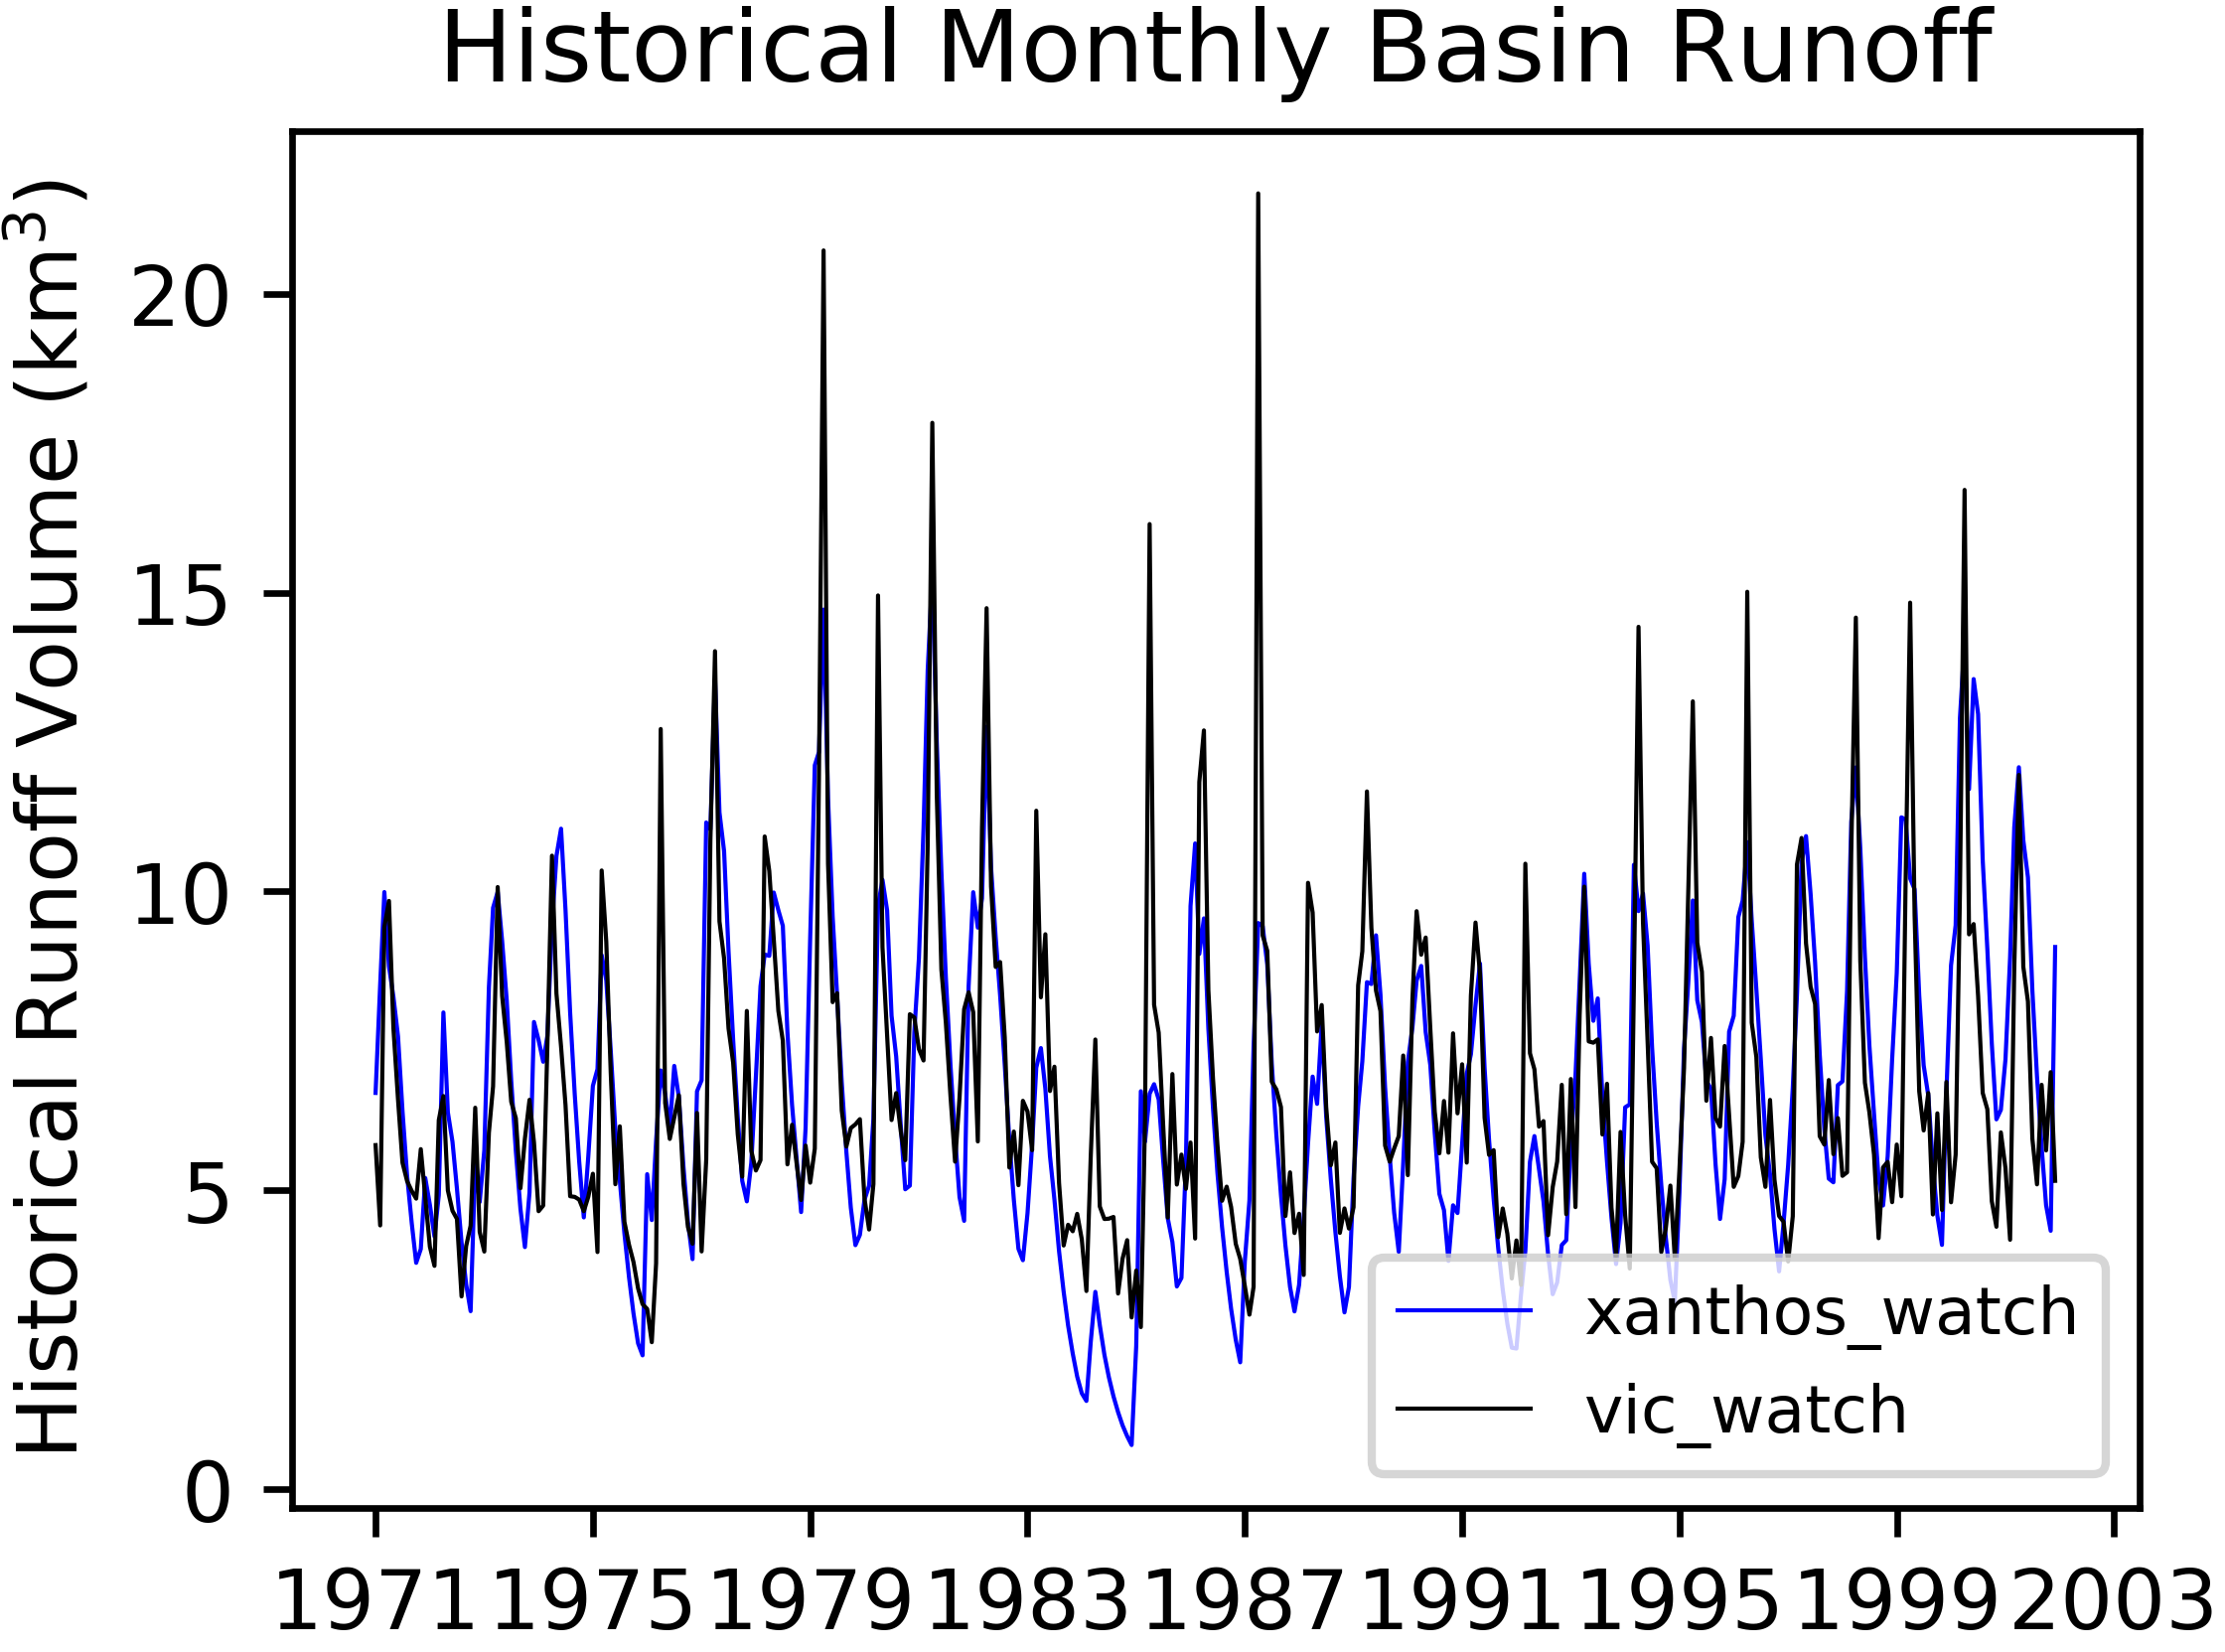 Historical Monthly Basin Runoff
Historical Runoff Volume (km³)
20
15
10
5
0
xanthos_watch
vic_watch
1971 1975 1979 1983 1987 1991 1995 1999 2003